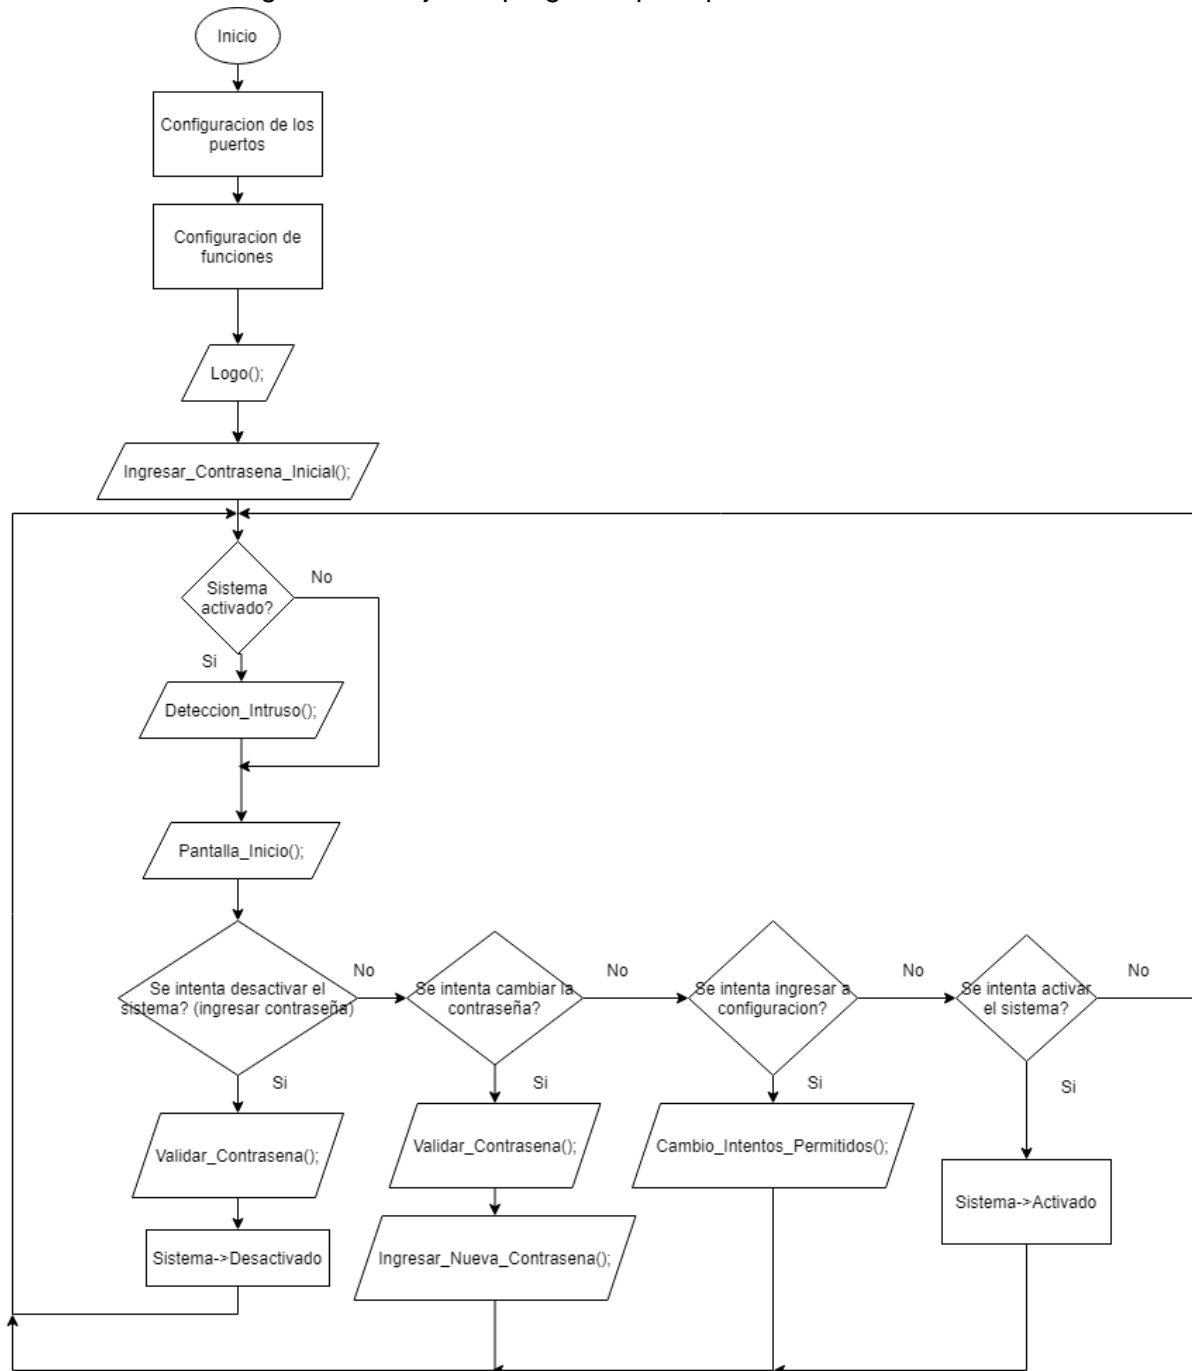 Inicio
Configuracion de los
puertos
Configuracion de
funciones
Logo();
Ingresar_Contrasena_Inicial();
Sistema
activado?
No
Si
Deteccion_Intruso();
Pantalla_Inicio();
Se intenta desactivar el
sistema? (ingresar contraseña)
No
Se intenta cambiar la
contraseña?
No
Se intenta ingresar a
configuracion?
No
Se intenta activar
el sistema?
No
Si
Si
Si
Si
Validar_Contrasena();
Validar_Contrasena();
Cambio_Intentos_Permitidos();
Sistema->Activado
Sistema->Desactivado
Ingresar_Nueva_Contrasena();